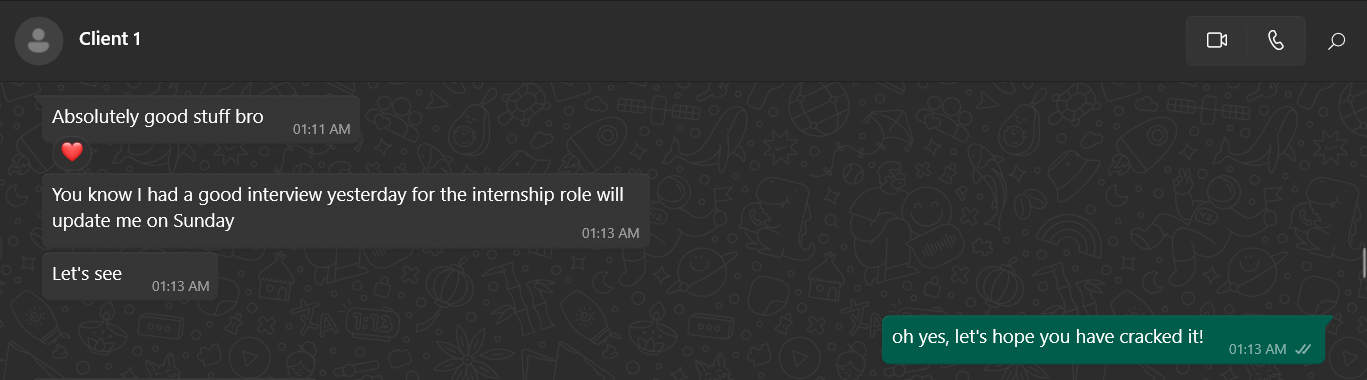 Client 1
Absolutely good stuff bro
01:11 AM
You know I had a good interview yesterday for the internship role will
update me on Sunday
01:13 AM
Let's see
01:13 AM
oh yes, let's hope you have cracked it!
01:13 AM